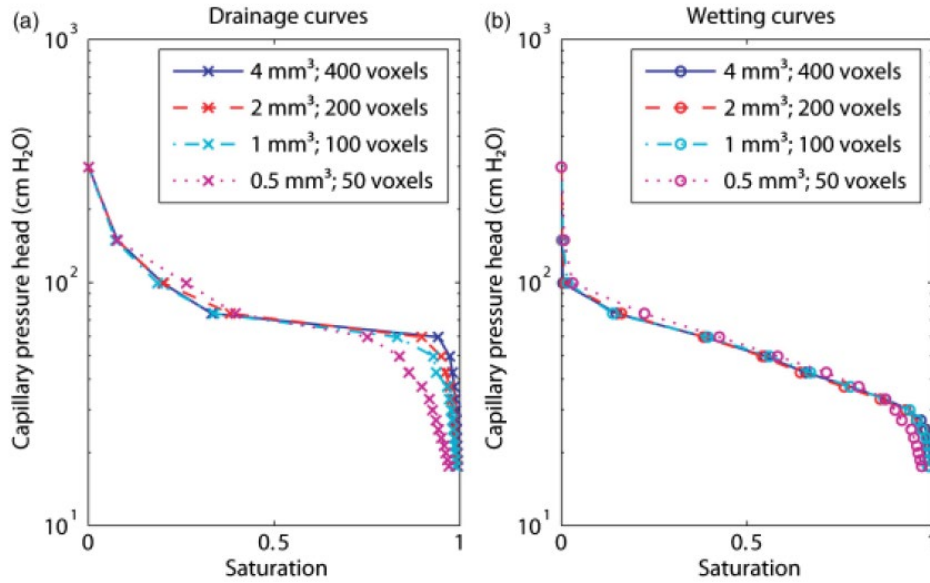 (a) Drainage curves
Capillary pressure head (cm H₂O)
10³
10²
10¹
4 mm³; 400 voxels
2 mm³; 200 voxels
1 mm³; 100 voxels
0.5 mm³; 50 voxels
0 0.5 1
Saturation
(b) Wetting curves
Capillary pressure head (cm H₂O)
10³
10²
10¹
4 mm³; 400 voxels
2 mm³; 200 voxels
1 mm³; 100 voxels
0.5 mm³; 50 voxels
0 0.5 1
Saturation